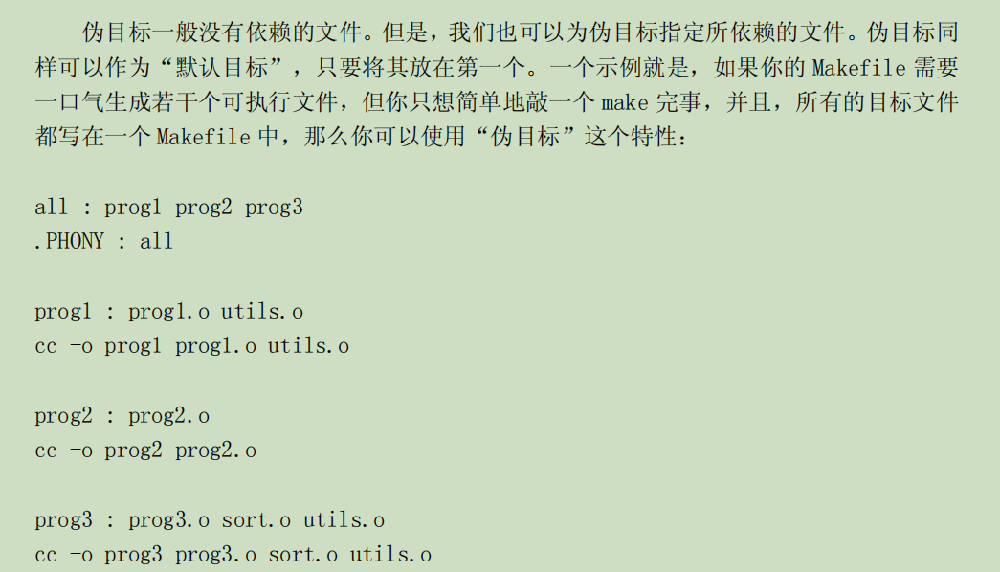 伪目标一般没有依赖的文件。但是，我们也可以为伪目标指定所依赖的文件。伪目标同
样可以作为“默认目标”，只要将其放在第一个。一个示例就是，如果你的 Makefile 需要
一口气生成若干个可执行文件，但你只想简单地敲一个 make 完事，并且，所有的目标文件
都写在一个 Makefile 中，那么你可以使用“伪目标”这个特性：
all : prog1 prog2 prog3
.PHONY : all
prog1 : prog1.o utils.o
cc -o prog1 prog1.o utils.o
prog2 : prog2.o
cc -o prog2 prog2.o
prog3 : prog3.o sort.o utils.o
cc -o prog3 prog3.o sort.o utils.o